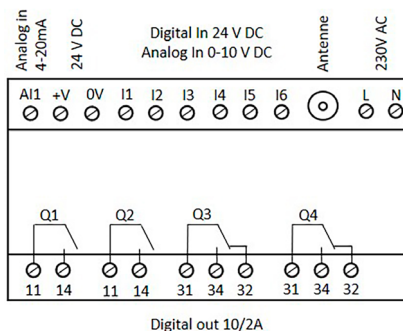 Analog in
4-20mA
24 V DC
Digital In 24 V DC
Analog In 0-10 V DC
Antenne
230V AC
AI1 +V 0V I1 I2 I3 I4 I5 I6 L N
Q1 Q2 Q3 Q4
11 14 11 14 31 34 32 31 34 32
Digital out 10/2A